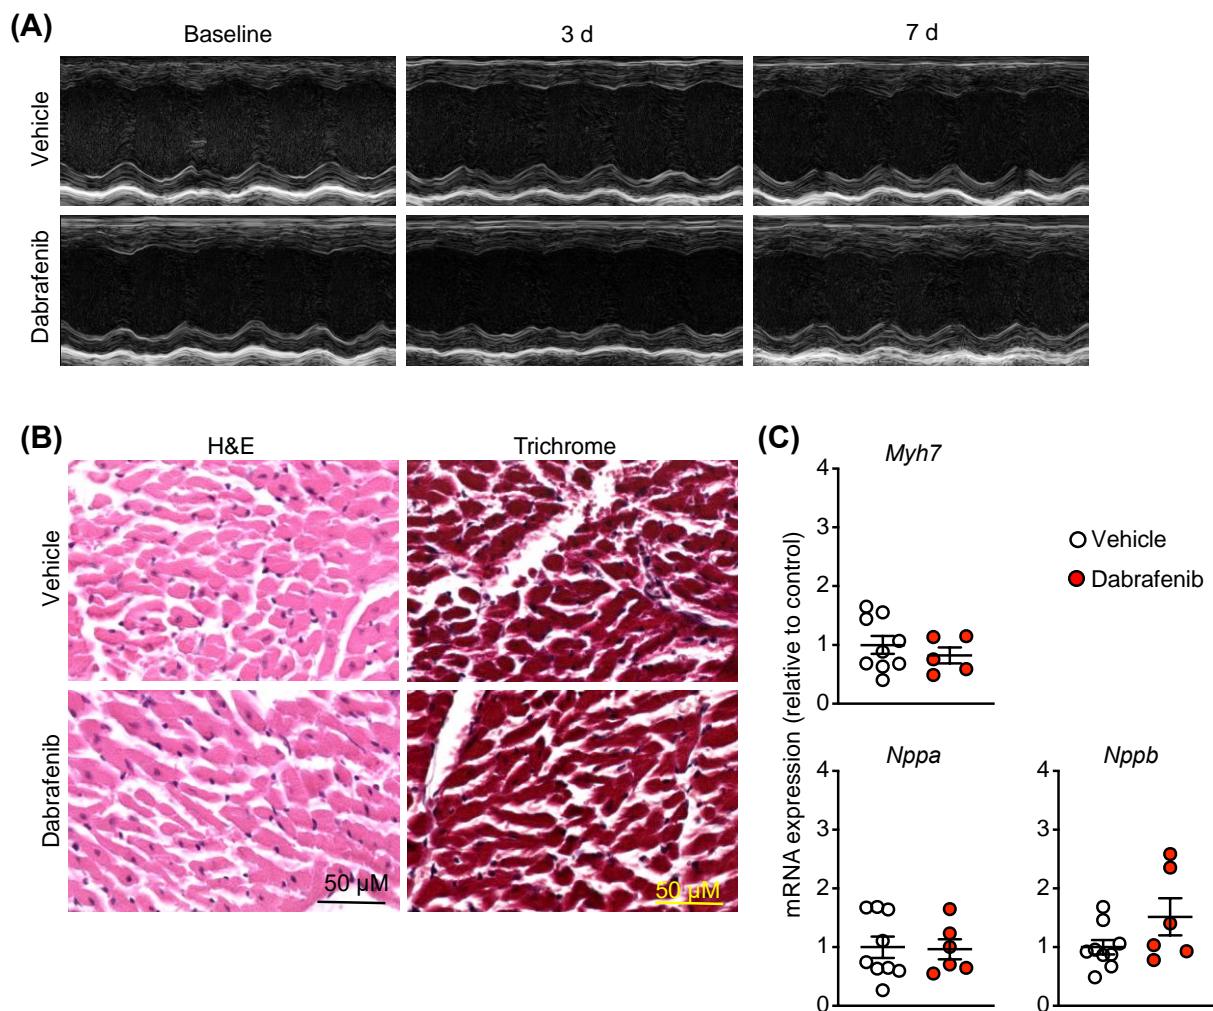 (A)
Baseline
3 d
7 d
Vehicle
Dabrafenib
(B)
H&E
Trichrome
Vehicle
Dabrafenib
50 µM
50 µM
(C)
Myh7
4
3
2
1
0
Vehicle
Dabrafenib
mRNA expression (relative to control)
Nppa
4
3
2
1
0
Nppb
4
3
2
1
0